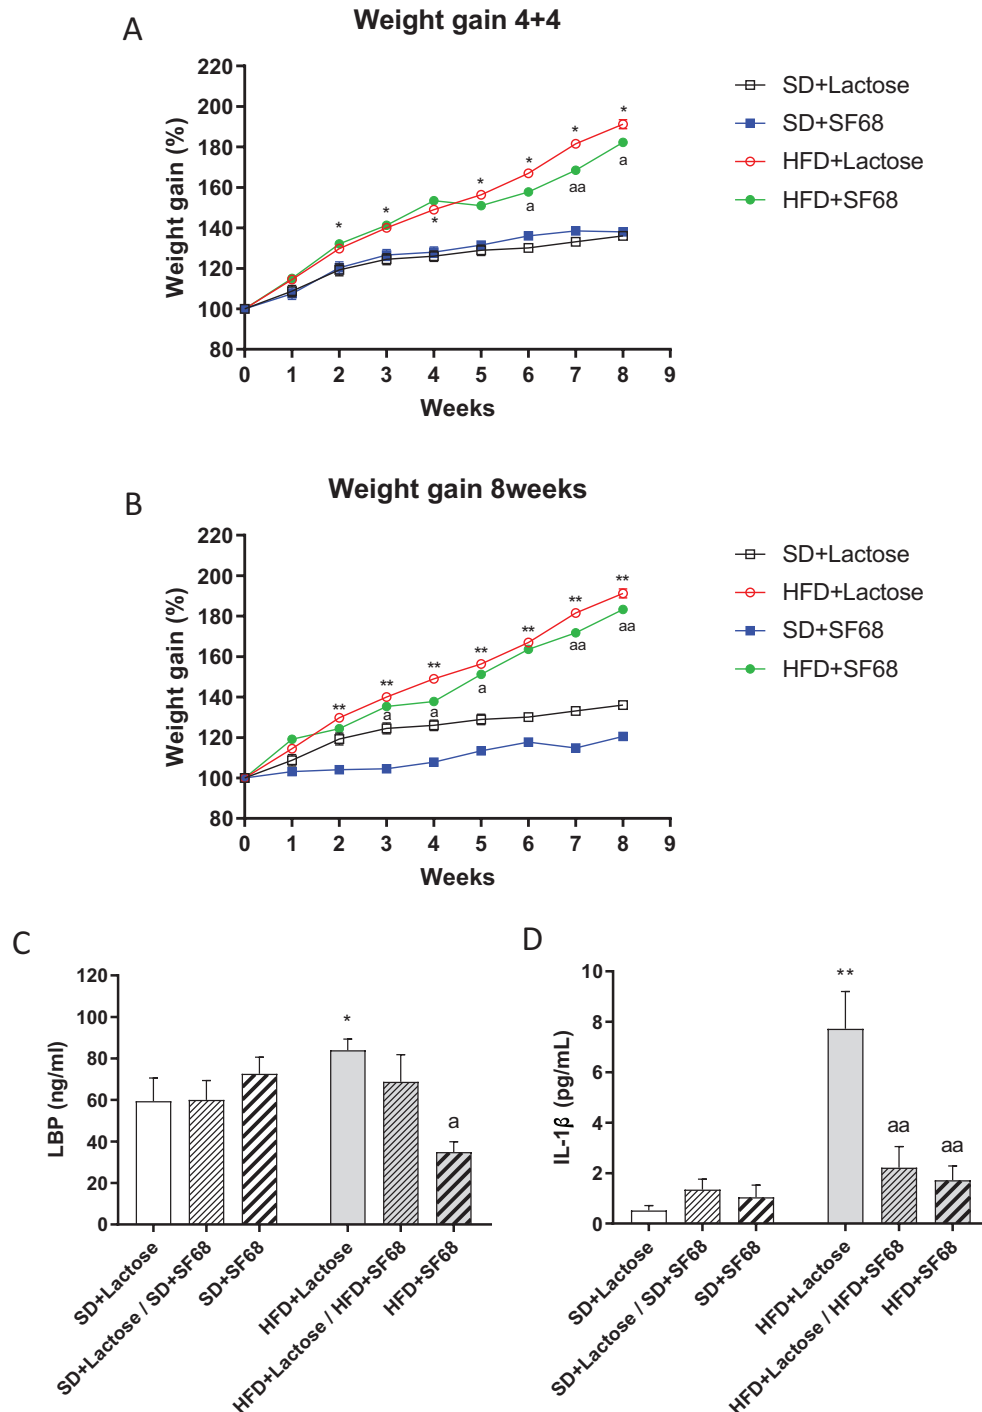 A
Weight gain 4+4
220
200
180
160
140
120
100
80
Weight gain (%)
0 1 2 3 4 5 6 7 8 9
Weeks
* * * * * * *
a aa a
SD+Lactose
SD+SF68
HFD+Lactose
HFD+SF68
B
Weight gain 8weeks
220
200
180
160
140
120
100
80
Weight gain (%)
0 1 2 3 4 5 6 7 8 9
Weeks
** ** ** ** ** ** **
a a a aa aa
SD+Lactose
HFD+Lactose
SD+SF68
HFD+SF68
C
120
100
80
60
40
20
0
LBP (ng/ml)
*
a
SD+Lactose
SD+Lactose / SD+SF68
SD+SF68
HFD+Lactose
HFD+Lactose / HFD+SF68
HFD+SF68
D
10
8
6
4
2
0
IL-1β (pg/mL)
**
aa
aa
SD+Lactose
SD+Lactose / SD+SF68
SD+SF68
HFD+Lactose
HFD+Lactose / HFD+SF68
HFD+SF68